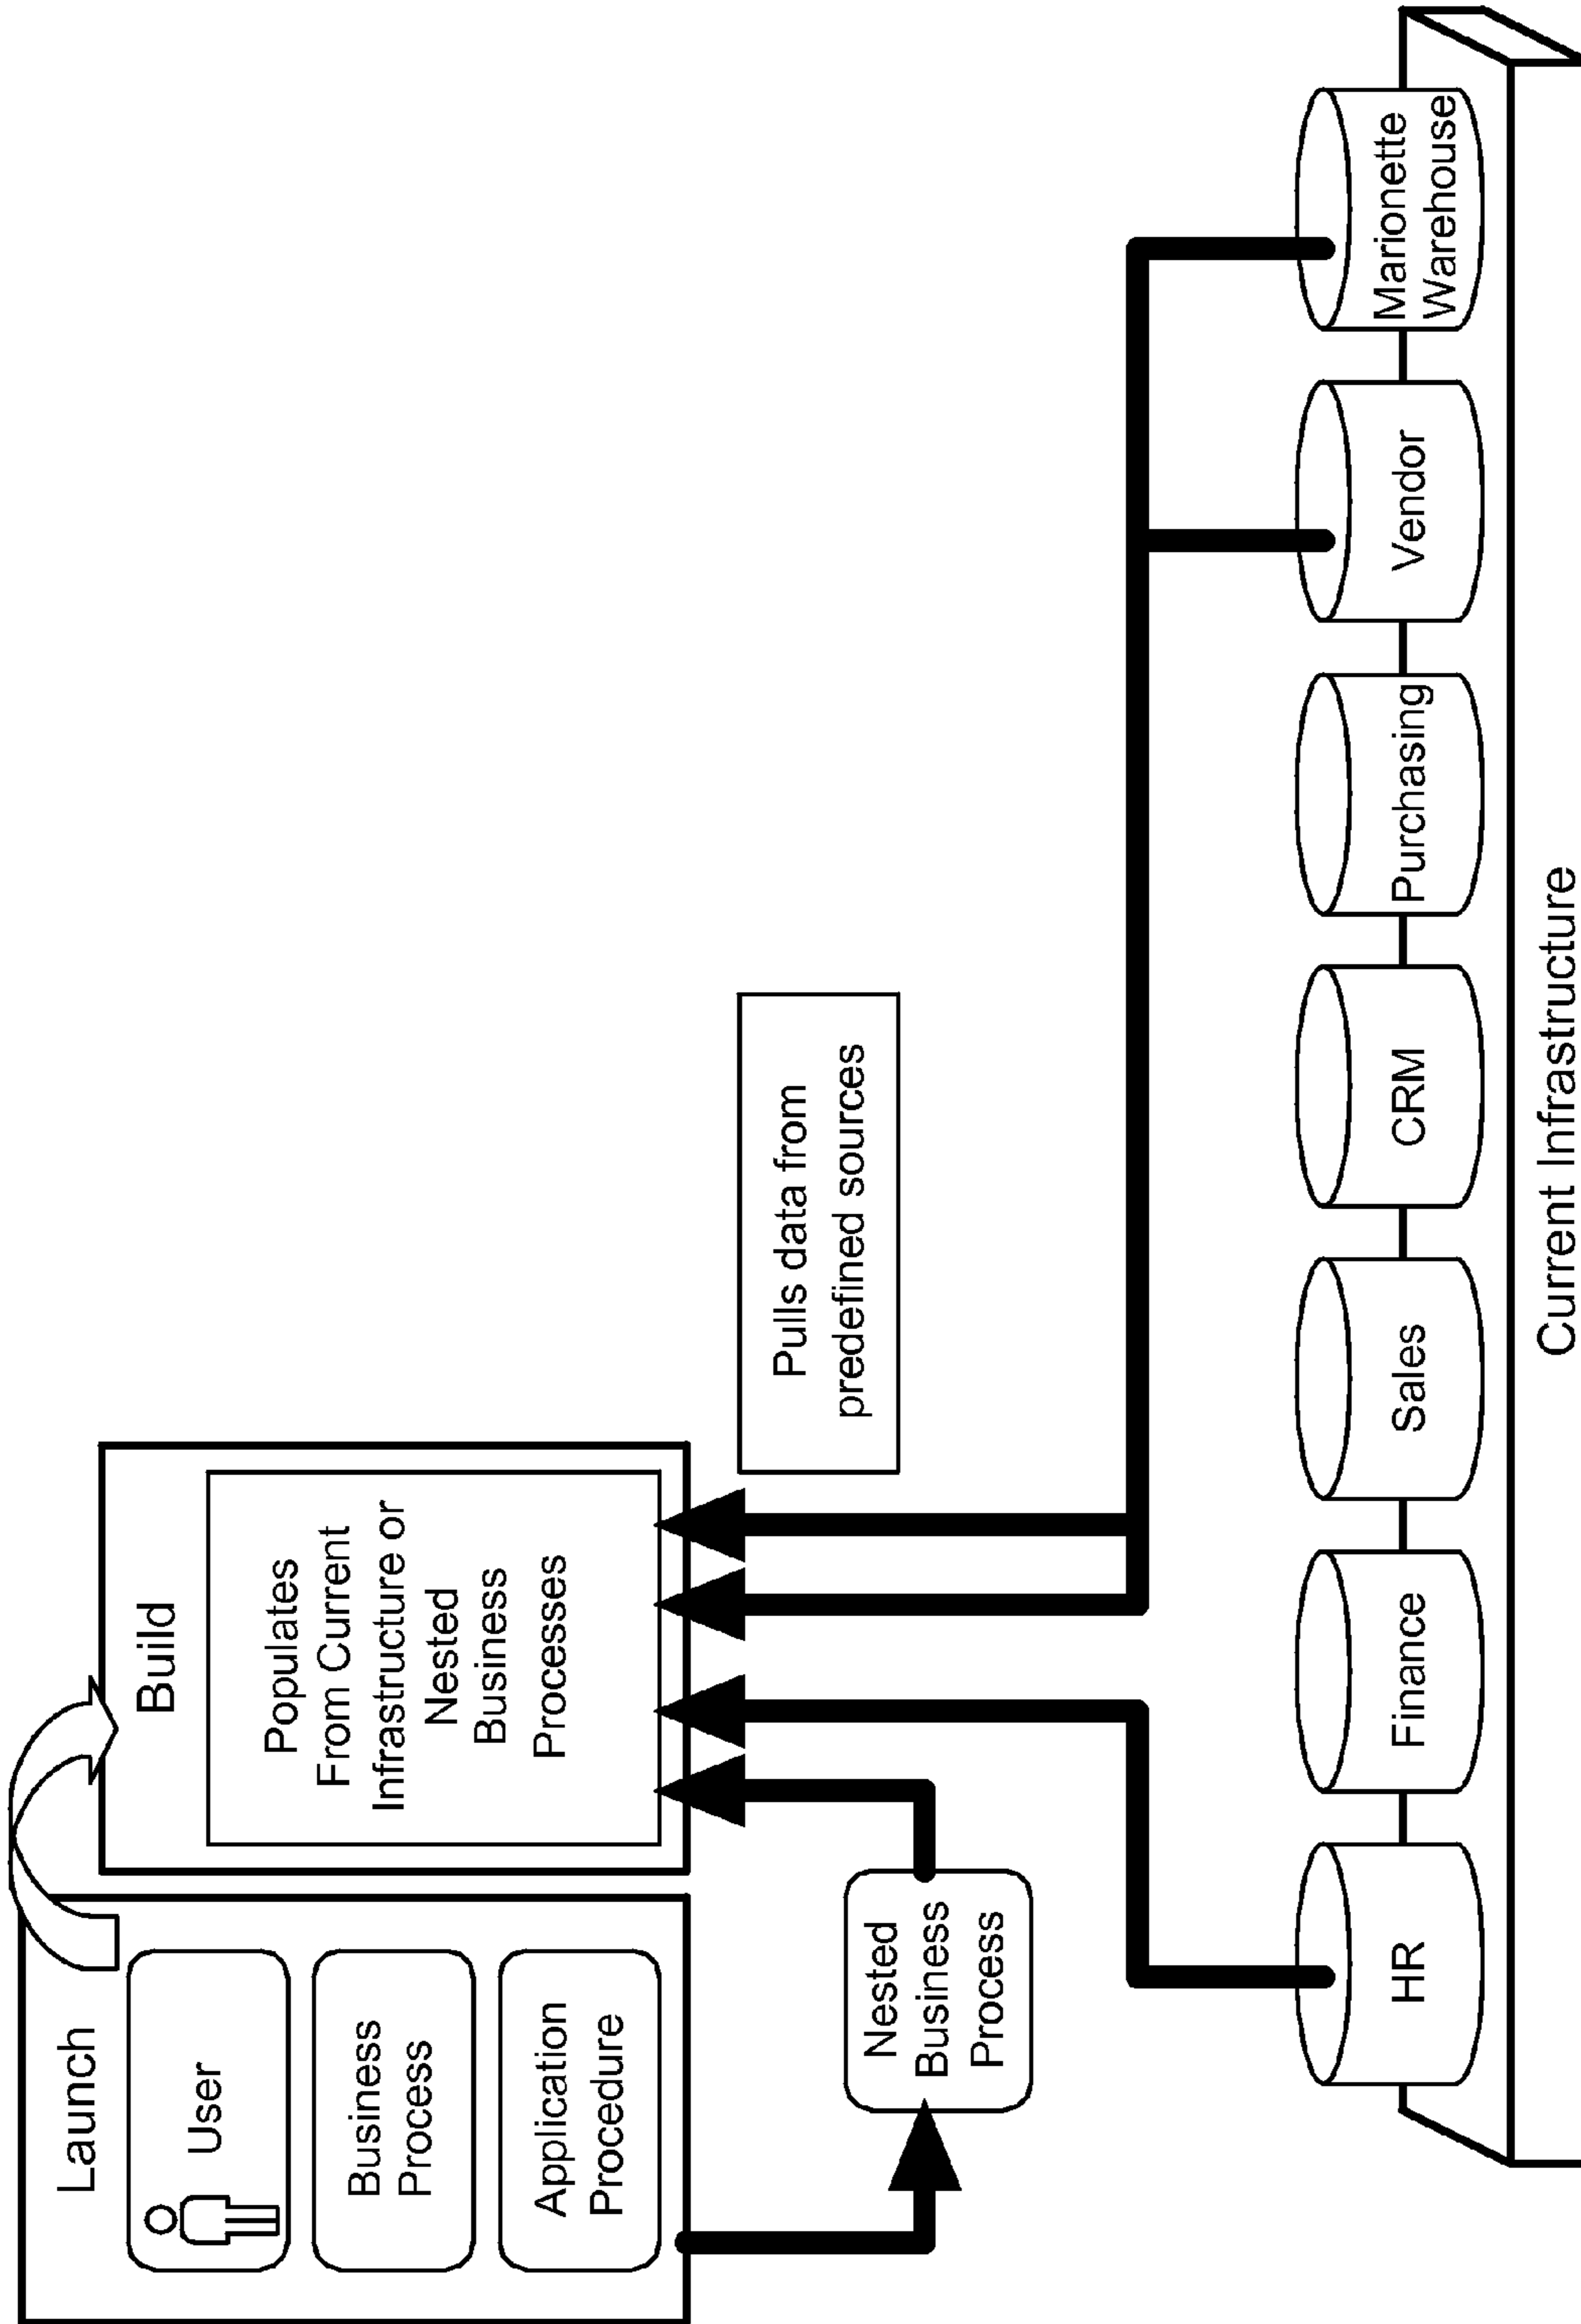 Launch
User
Business
Process
Application
Procedure
Build
Populates
From Current
Infrastructure or
Nested
Business
Processes
Nested
Business
Process
Pulls data from
predefined sources
HR
Finance
Sales
CRM
Purchasing
Vendor
Marionette
Warehouse
Current Infrastructure